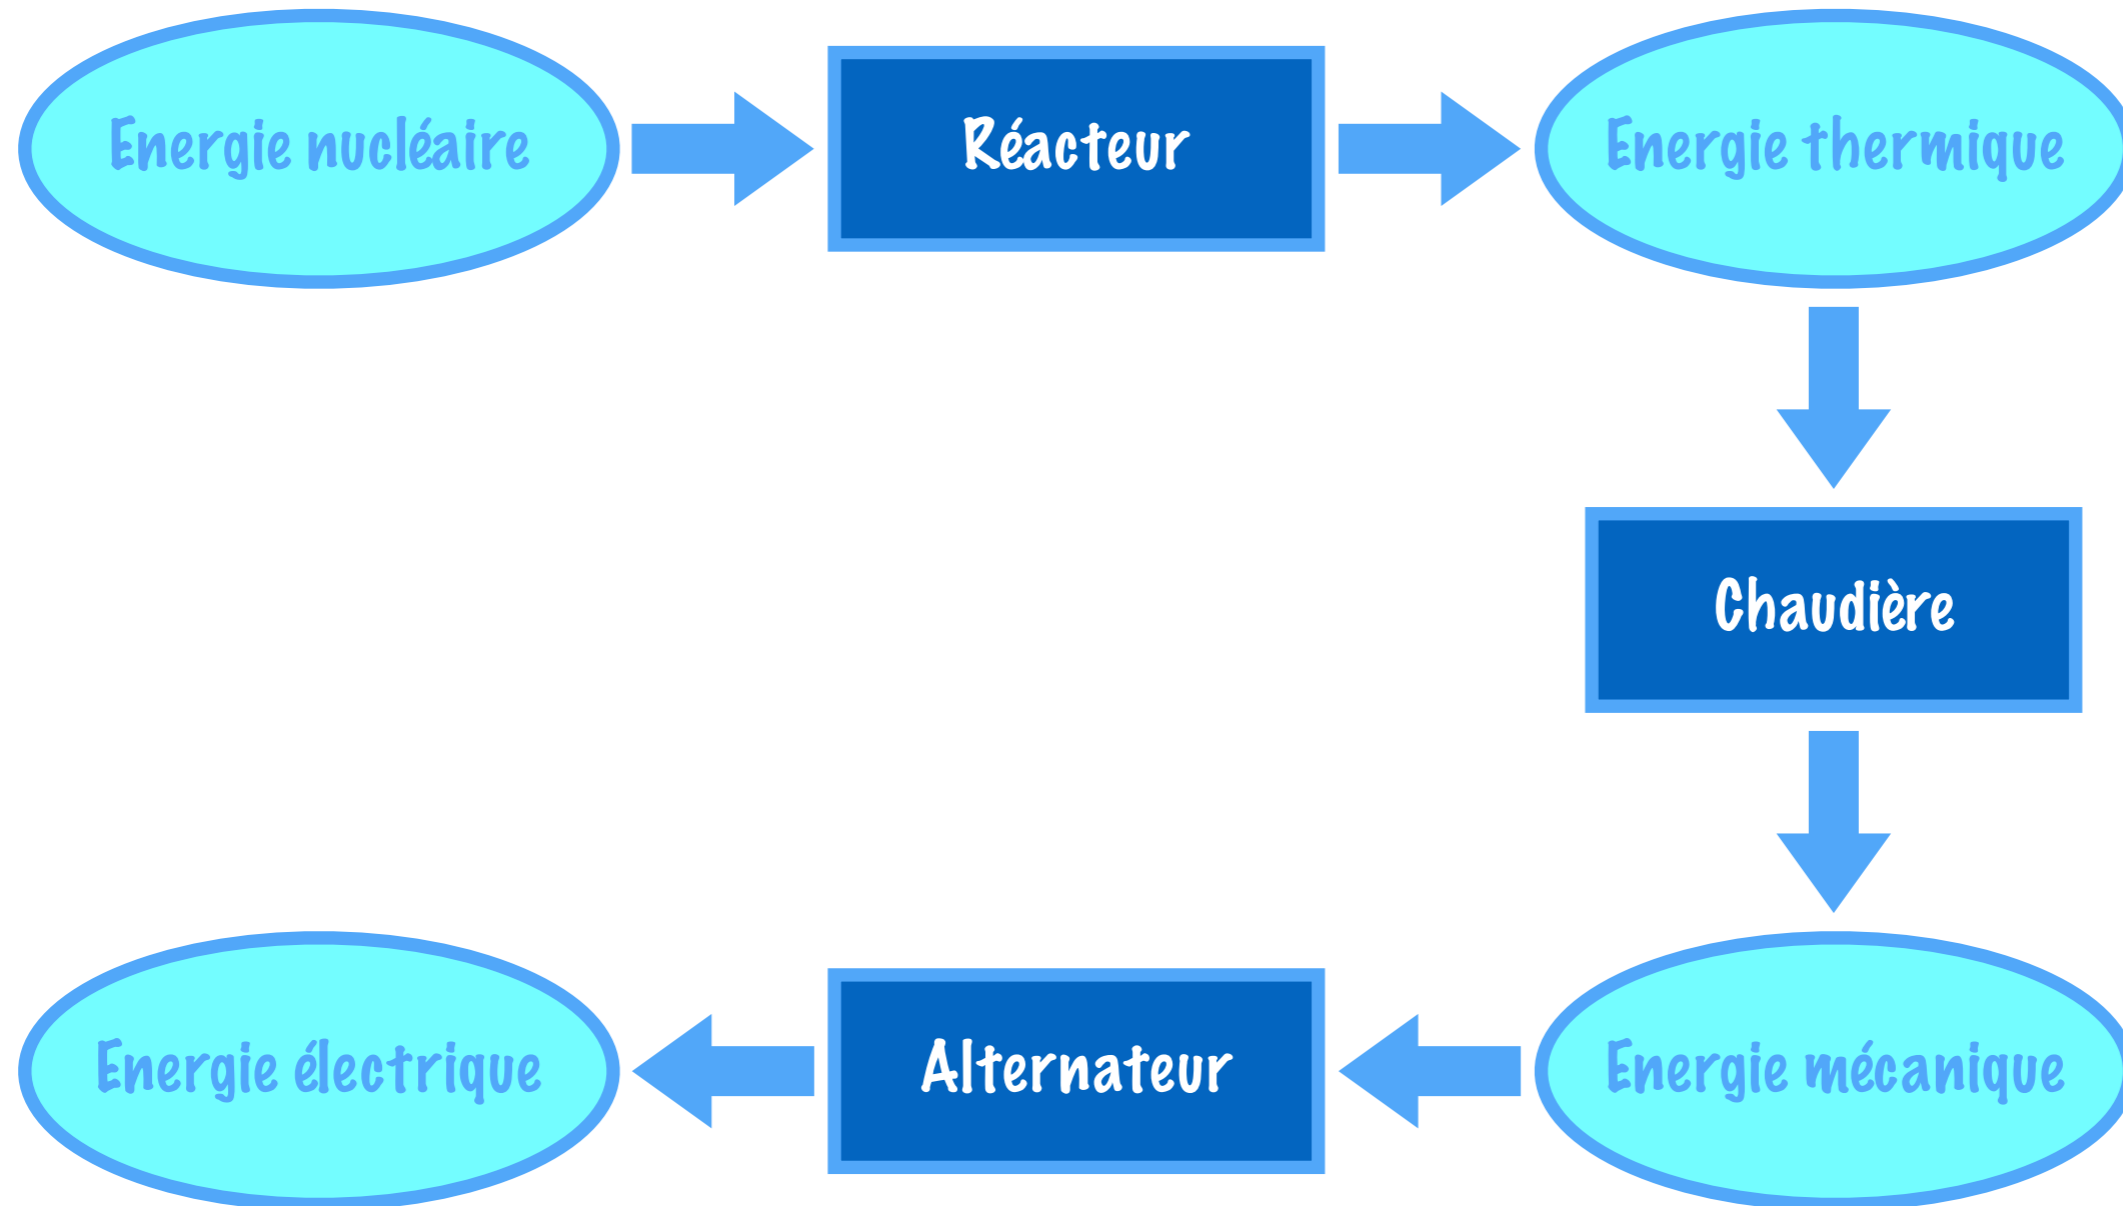 Energie nucléaire
Réacteur
Energie thermique
Chaudière
Energie mécanique
Alternateur
Energie électrique